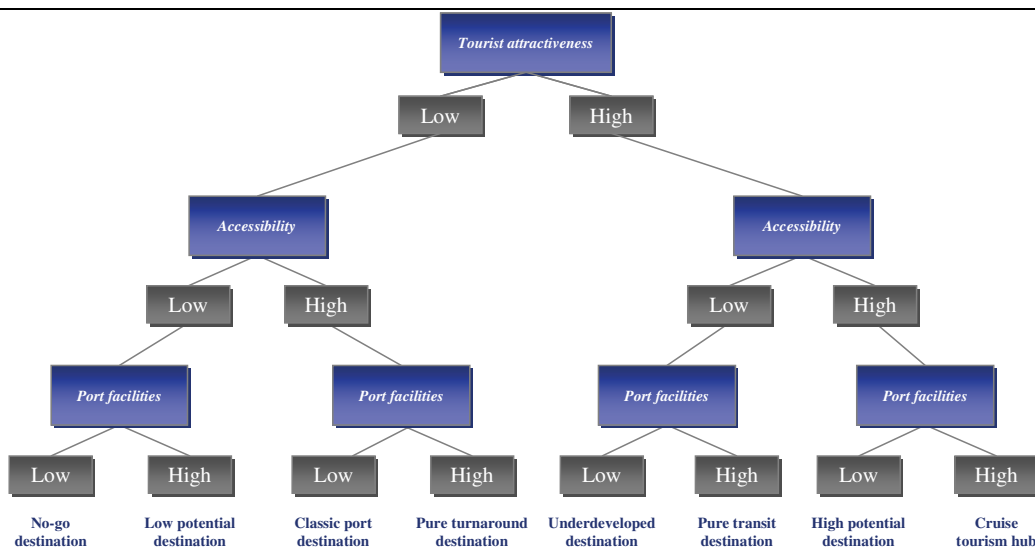 Tourist attractiveness
Low
High
Accessibility
Accessibility
Low
High
Low
High
Port facilities
Port facilities
Port facilities
Port facilities
Low
High
Low
High
Low
High
Low
High
No-go
destination
Low potential
destination
Classic port
destination
Pure turnaround
destination
Underdeveloped
destination
Pure transit
destination
High potential
destination
Cruise
tourism hub